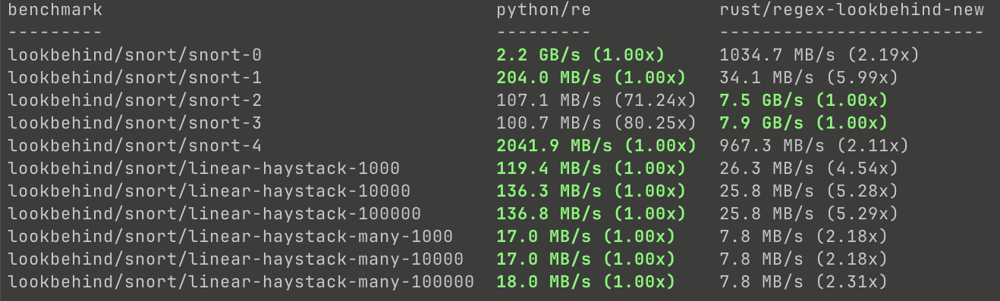 benchmark                                      python/re            rust/regex-lookbehind-new
---------                                      ---------            -------------------------
lookbehind/snort/snort-0                       2.2 GB/s (1.00x)     1034.7 MB/s (2.19x)
lookbehind/snort/snort-1                       204.0 MB/s (1.00x)   34.1 MB/s (5.99x)
lookbehind/snort/snort-2                       107.1 MB/s (71.24x)  7.5 GB/s (1.00x)
lookbehind/snort/snort-3                       100.7 MB/s (80.25x)  7.9 GB/s (1.00x)
lookbehind/snort/snort-4                       2041.9 MB/s (1.00x)  967.3 MB/s (2.11x)
lookbehind/snort/linear-haystack-1000          119.4 MB/s (1.00x)   26.3 MB/s (4.54x)
lookbehind/snort/linear-haystack-10000         136.3 MB/s (1.00x)   25.8 MB/s (5.28x)
lookbehind/snort/linear-haystack-100000        136.8 MB/s (1.00x)   25.8 MB/s (5.29x)
lookbehind/snort/linear-haystack-many-1000     17.0 MB/s (1.00x)    7.8 MB/s (2.18x)
lookbehind/snort/linear-haystack-many-10000    17.0 MB/s (1.00x)    7.8 MB/s (2.18x)
lookbehind/snort/linear-haystack-many-100000   18.0 MB/s (1.00x)    7.8 MB/s (2.31x)